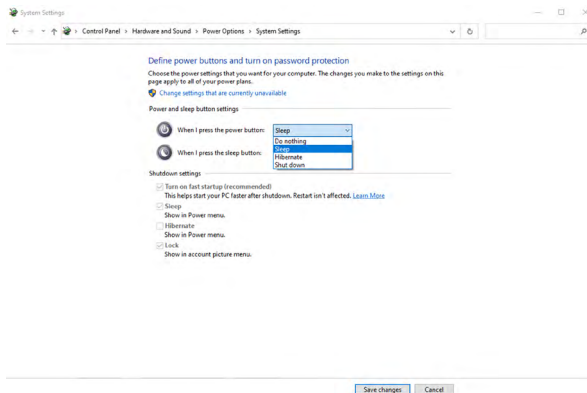 System Settings
Control Panel > Hardware and Sound > Power Options > System Settings
Define power buttons and turn on password protection
Choose the power settings that you want for your computer. The changes you make to the settings on this
page apply to all of your power plans.
Change settings that are currently unavailable
Power and sleep button settings
When I press the power button: Sleep
Do nothing
Sleep
Hibernate
Shut down
When I press the sleep button:
Shutdown settings
Turn on fast startup (recommended)
This helps start your PC faster after shutdown. Restart isn't affected. Learn More
Sleep
Show in Power menu.
Hibernate
Show in Power menu.
Lock
Show in account picture menu.
Save changes Cancel